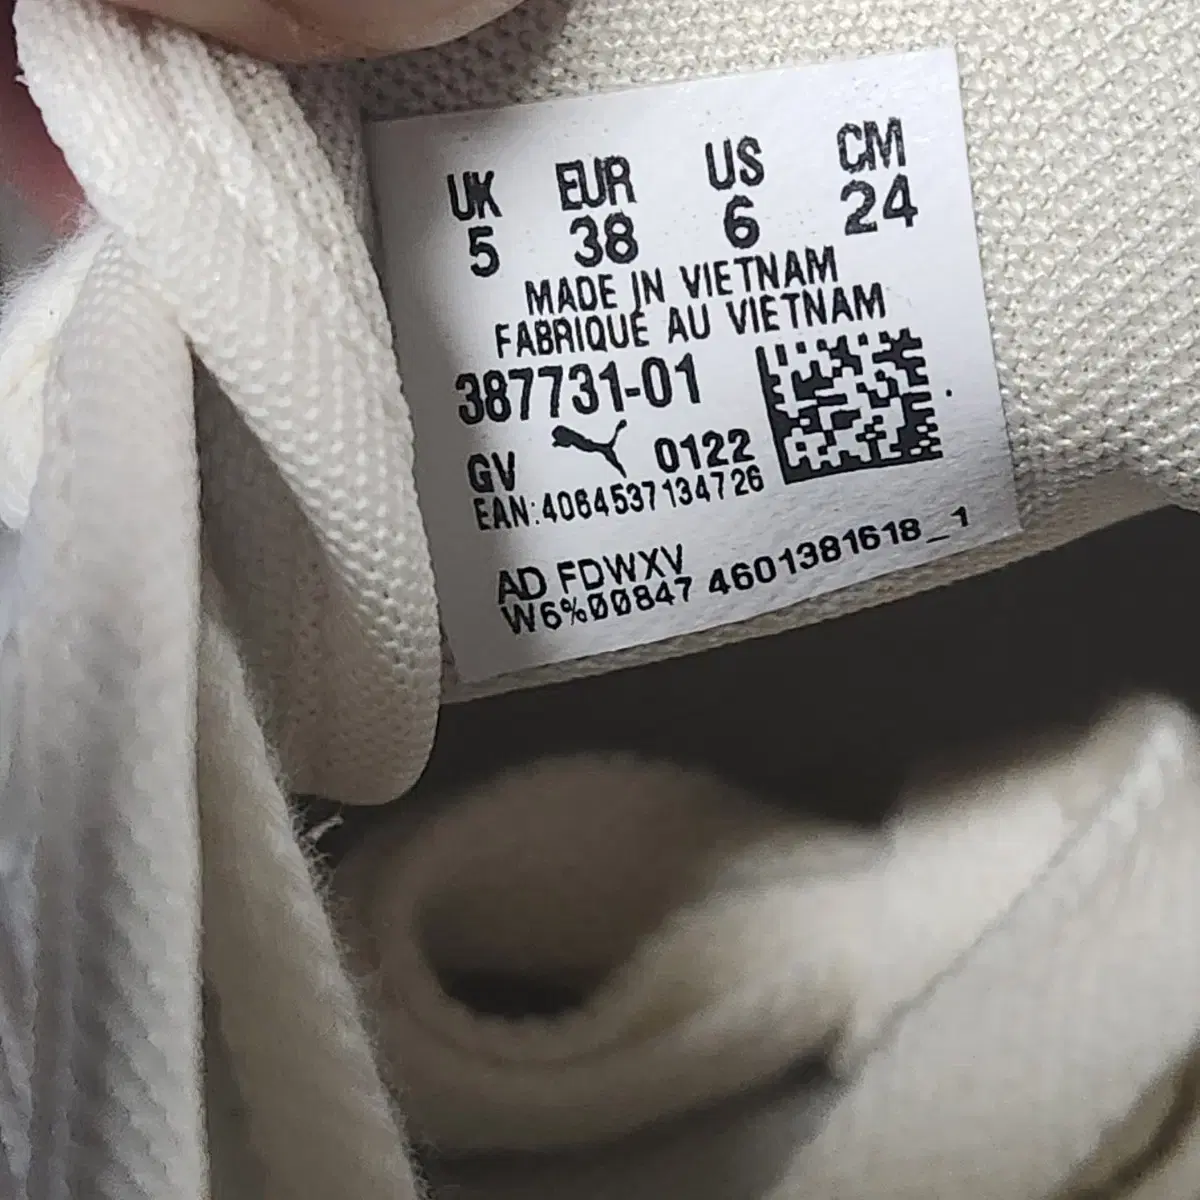 UK EUR US CM
5 38 6 24
MADE IN VIETNAM
FABRIQUE AU VIETNAM
387731-01
GV 0122
EAN:4064537134726
AD FDWXV
W6%00847 4601381618_1